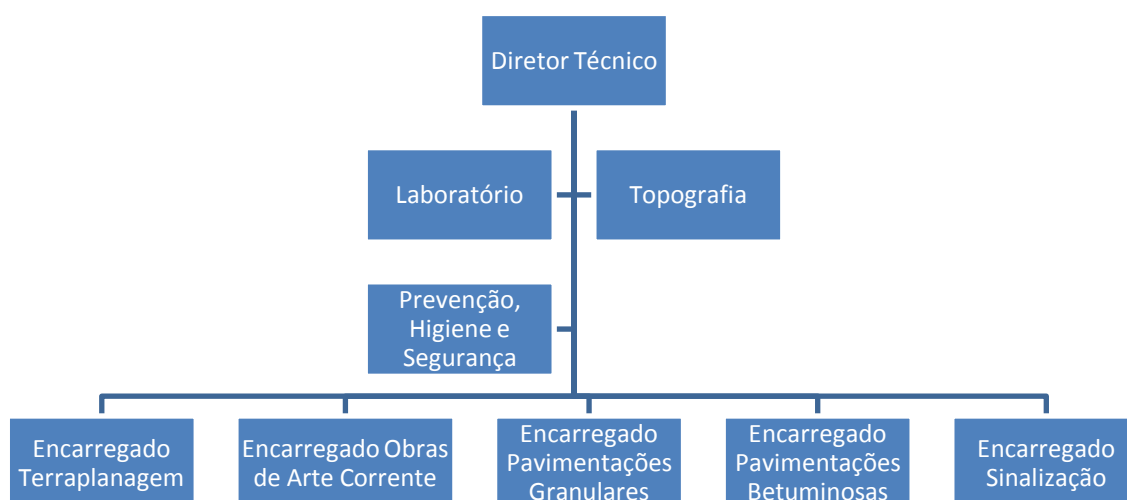 Diretor Técnico
Laboratório
Topografia
Prevenção,
Higiene e
Segurança
Encarregado
Terraplanagem
Encarregado Obras
de Arte Corrente
Encarregado
Pavimentações
Granulares
Encarregado
Pavimentações
Betuminosas
Encarregado
Sinalização